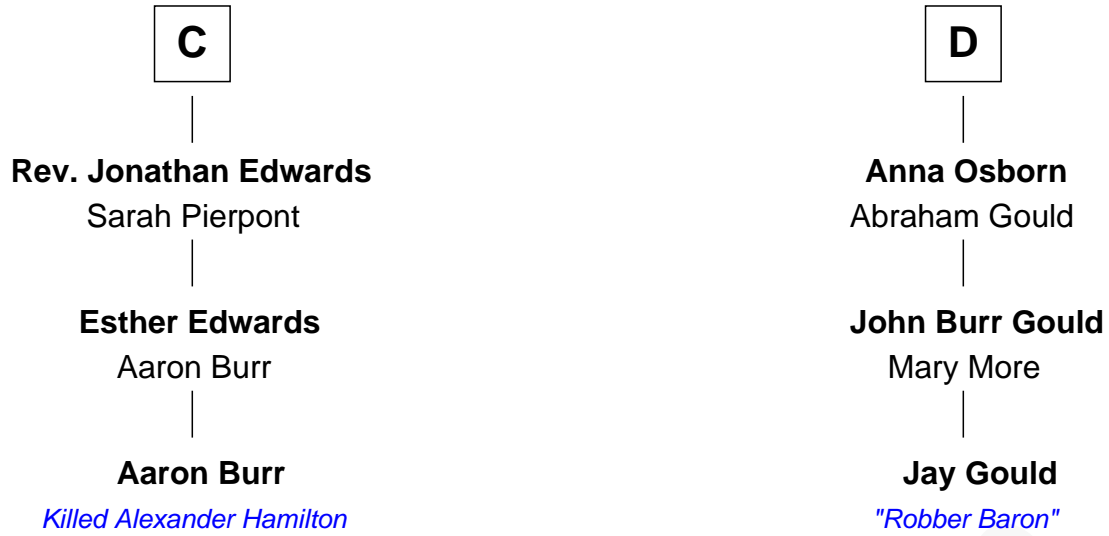 C
Rev. Jonathan Edwards
Sarah Pierpont
Esther Edwards
Aaron Burr
Aaron Burr
Killed Alexander Hamilton
D
Anna Osborn
Abraham Gould
John Burr Gould
Mary More
Jay Gould
"Robber Baron"